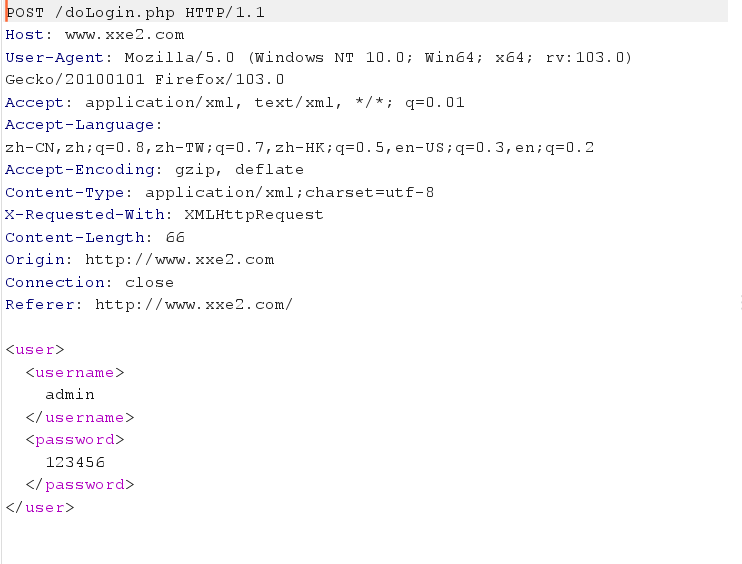 POST /doLogin.php HTTP/1.1
Host: www.xxe2.com
User-Agent: Mozilla/5.0 (Windows NT 10.0; Win64; x64; rv:103.0)
Gecko/20100101 Firefox/103.0
Accept: application/xml, text/xml, */*; q=0.01
Accept-Language:
zh-CN,zh;q=0.8,zh-TW;q=0.7,zh-HK;q=0.5,en-US;q=0.3,en;q=0.2
Accept-Encoding: gzip, deflate
Content-Type: application/xml;charset=utf-8
X-Requested-With: XMLHttpRequest
Content-Length: 66
Origin: http://www.xxe2.com
Connection: close
Referer: http://www.xxe2.com/

<user>
  <username>
    admin
  </username>
  <password>
    123456
  </password>
</user>